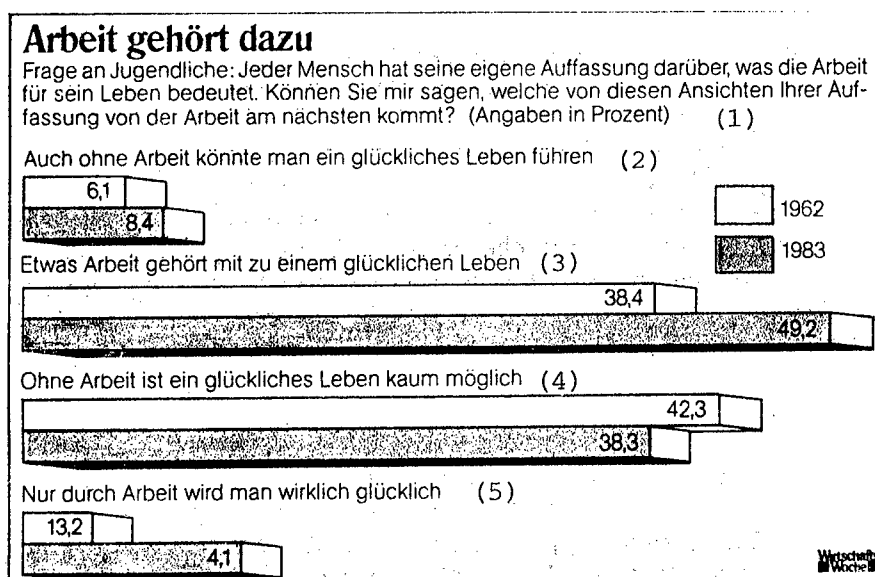 Arbeit gehört dazu
Frage an Jugendliche: Jeder Mensch hat seine eigene Auffassung darüber, was die Arbeit
für sein Leben bedeutet. Können Sie mir sagen, welche von diesen Ansichten Ihrer Auf-
fassung von der Arbeit am nächsten kommt? (Angaben in Prozent) (1)
Auch ohne Arbeit könnte man ein glückliches Leben führen (2)
6,1
8,4
1962
1983
Etwas Arbeit gehört mit zu einem glücklichen Leben (3)
38,4
49,2
Ohne Arbeit ist ein glückliches Leben kaum möglich (4)
42,3
38,3
Nur durch Arbeit wird man wirklich glücklich (5)
13,2
4,1
Wirtschafts
Woche